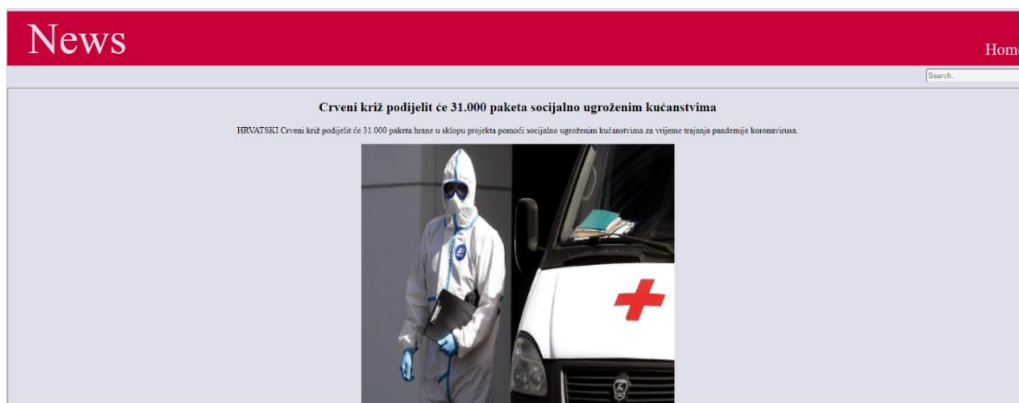 News
Home
Search..
Crveni križ podijelit će 31.000 paketa socijalno ugroženim kućanstvima
HRVATSKI Crveni križ podijelit će 31.000 paketa hrane u sklopu projekta pomoći socijalno ugroženim kućanstvima za vrijeme trajanja pandemije koronavirusa.